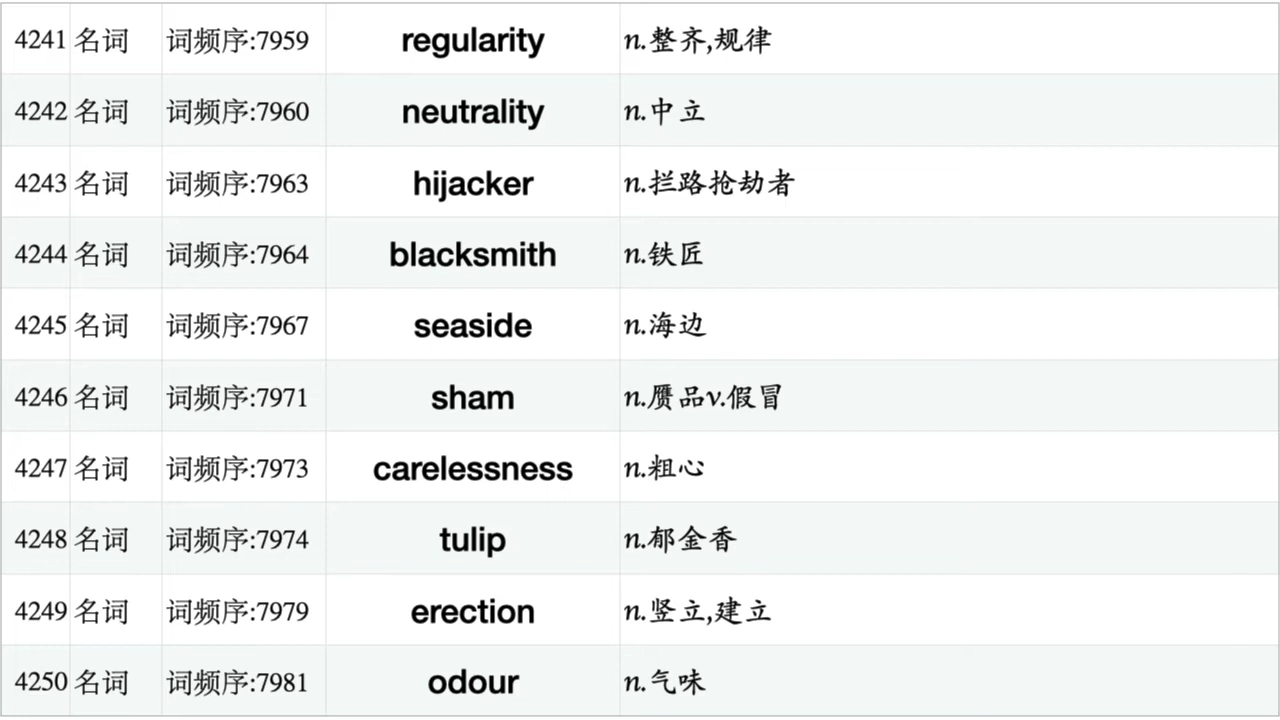 4241 名词 词频序:7959 regularity n.整齐,规律
4242 名词 词频序:7960 neutrality n.中立
4243 名词 词频序:7963 hijacker n.拦路抢劫者
4244 名词 词频序:7964 blacksmith n.铁匠
4245 名词 词频序:7967 seaside n.海边
4246 名词 词频序:7971 sham n.赝品v.假冒
4247 名词 词频序:7973 carelessness n.粗心
4248 名词 词频序:7974 tulip n.郁金香
4249 名词 词频序:7979 erection n.竖立,建立
4250 名词 词频序:7981 odour n.气味